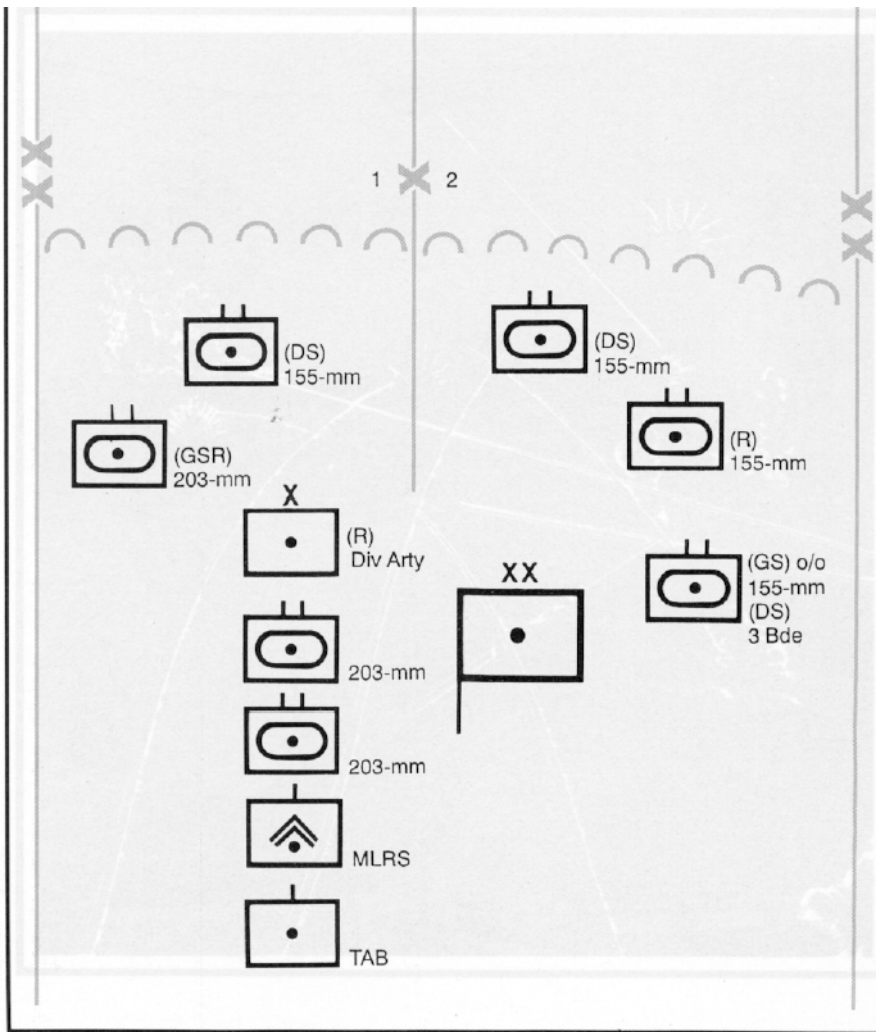 1 2
(DS)
155-mm
(DS)
155-mm
(R)
155-mm
(GSR)
203-mm
X
(R)
Div Arty
XX
(GS) o/o
155-mm
(DS)
3 Bde
203-mm
203-mm
MLRS
TAB